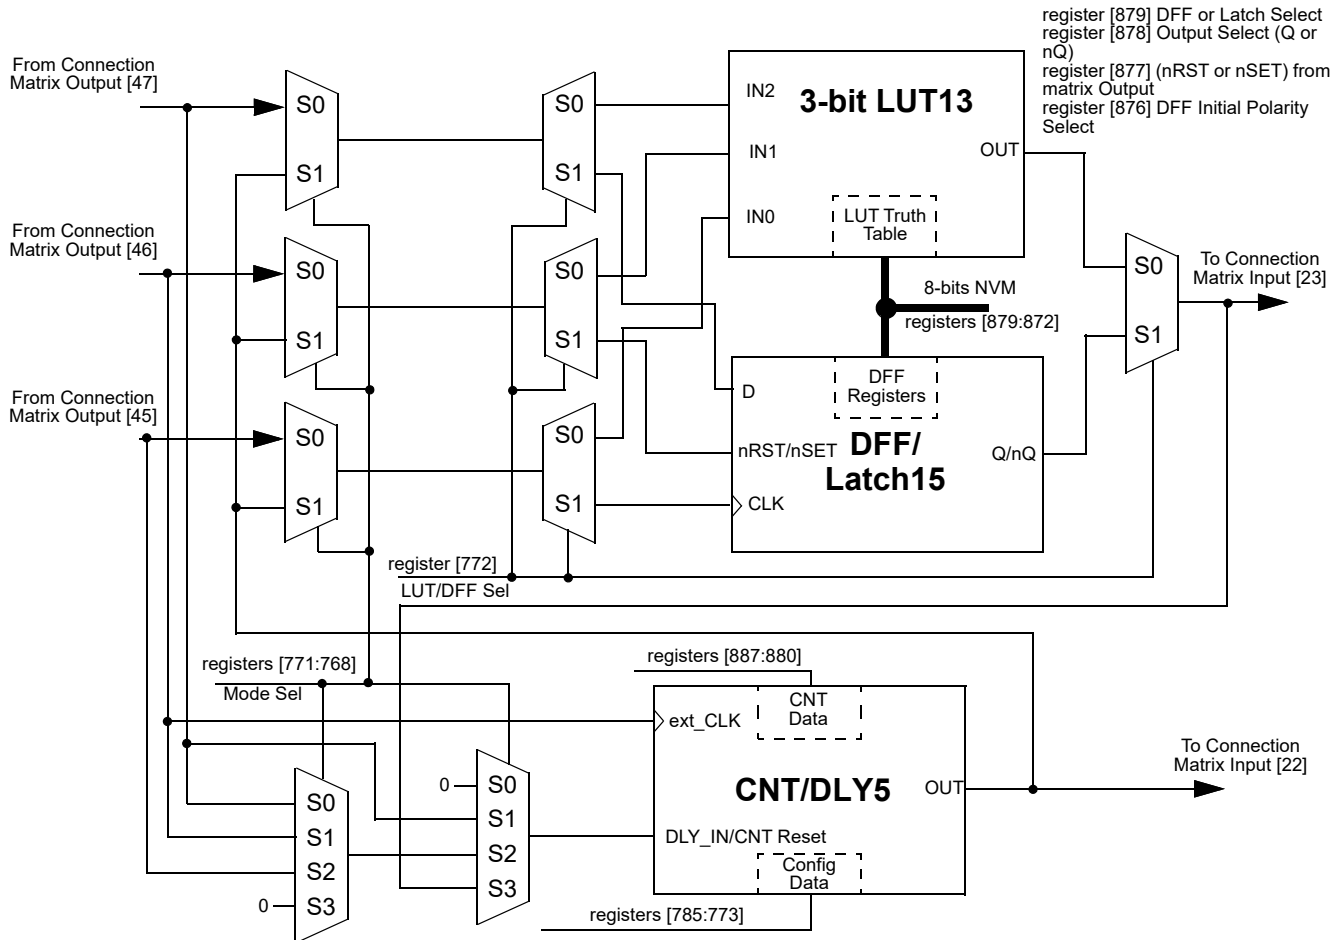 register [879] DFF or Latch Select
register [878] Output Select (Q or
nQ)
register [877] (nRST or nSET) from
matrix Output
register [876] DFF Initial Polarity
Select
From Connection
Matrix Output [47]
S0
S1
S0
S1
IN2
3-bit LUT13
IN1
OUT
IN0
LUT Truth
Table
From Connection
Matrix Output [46]
S0
S1
S0
S1
8-bits NVM
registers [879:872]
S0
S1
To Connection
Matrix Input [23]
From Connection
Matrix Output [45]
S0
S1
S0
S1
DFF
Registers
D
nRST/nSET
DFF/
Latch15
Q/nQ
CLK
register [772]
LUT/DFF Sel
registers [771:768]
Mode Sel
registers [887:880]
CNT
Data
ext_CLK
CNT/DLY5
OUT
To Connection
Matrix Input [22]
DLY_IN/CNT Reset
Config
Data
registers [785:773]
0
S0
S1
S2
S3
S0
S1
S2
0
S3